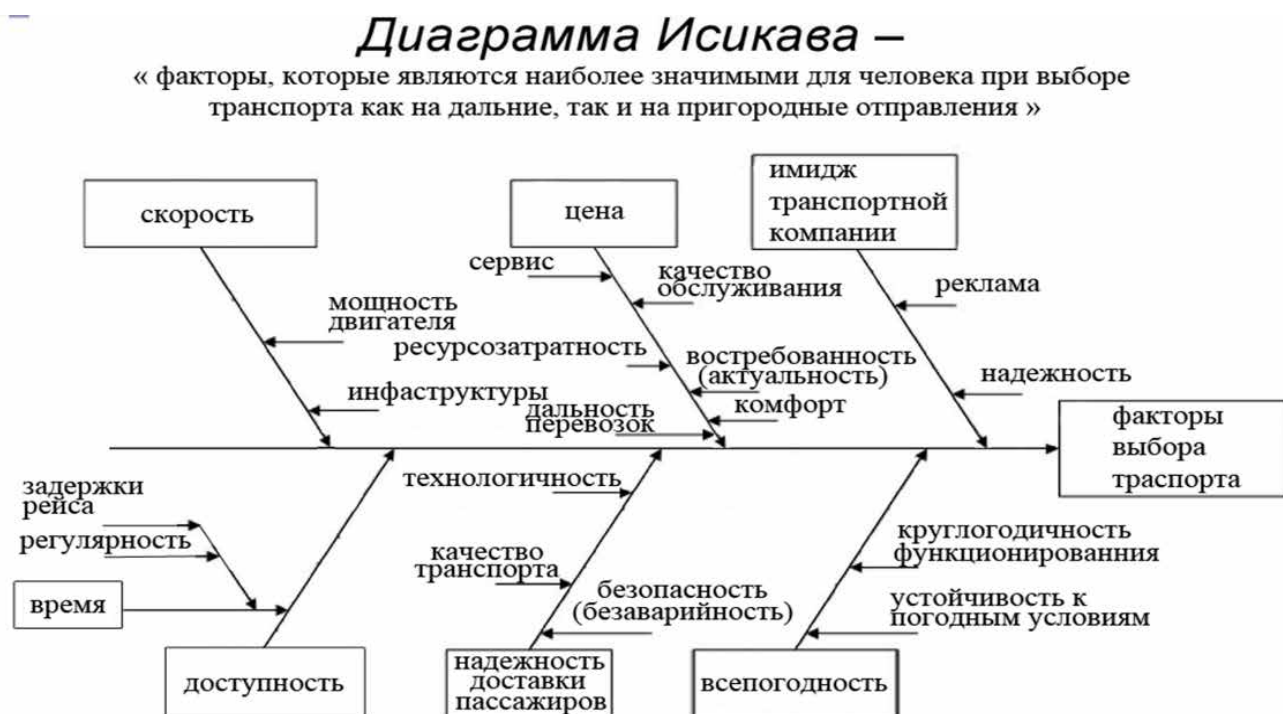 Диаграмма Исикава –
« факторы, которые являются наиболее значимыми для человека при выборе
транспорта как на дальние, так и на пригородные отправления »
скорость
цена
имидж
транспортной
компании
сервис
качество
обслуживания
реклама
мощность
двигателя
ресурсозатратность
востребованность
(актуальность)
надежность
инфаструктуры
дальность
перевозок
комфорт
факторы
выбора
траспорта
технологичность
задержки
рейса
регулярность
время
качество
транспорта
безопасность
(безаварийность)
круглогодичность
функционированния
устойчивость к
погодным условиям
доступность
надежность
доставки
пассажиров
всепогодность